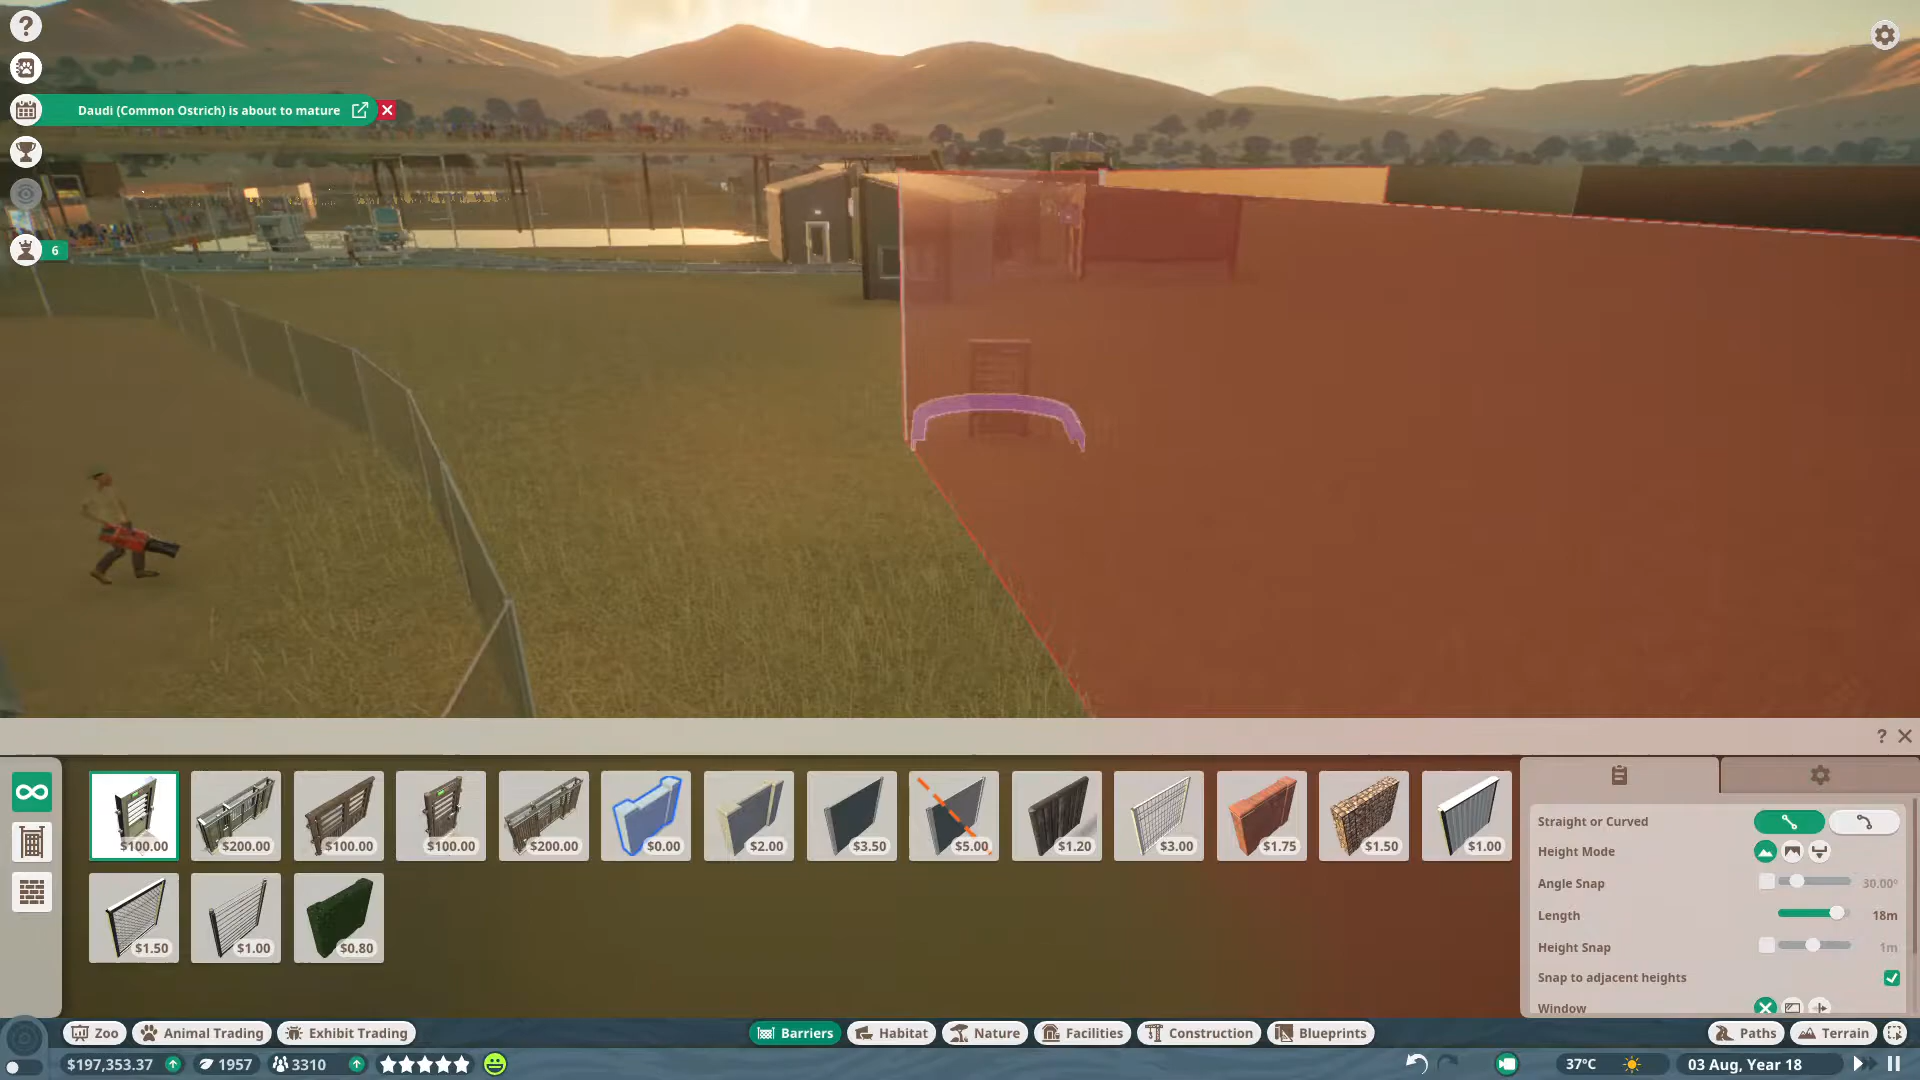 ?
Daudi (Common Ostrich) is about to mature
6
?
$100.00
$200.00
$100.00
$100.00
$200.00
$0.00
$2.00
$3.50
$5.00
$1.20
$3.00
$1.75
$1.50
$1.00
$1.50
$1.00
$0.80
Straight or Curved
Height Mode
Angle Snap 30.00°
Length 18m
Height Snap 1m
Snap to adjacent heights
Window
Zoo Animal Trading Exhibit Trading Barriers Habitat Nature Facilities Construction Blueprints Paths Terrain
$197,353.37 1957 3310 37°C 03 Aug, Year 18